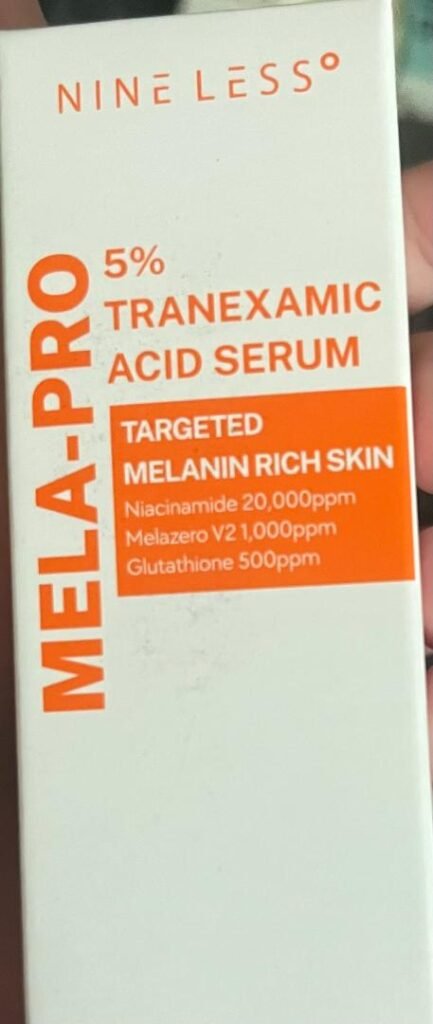 NINE LESS°
MELA-PRO
5%
TRANEXAMIC
ACID SERUM
TARGETED
MELANIN RICH SKIN
Niacinamide 20,000ppm
Melazero V2 1,000ppm
Glutathione 500ppm